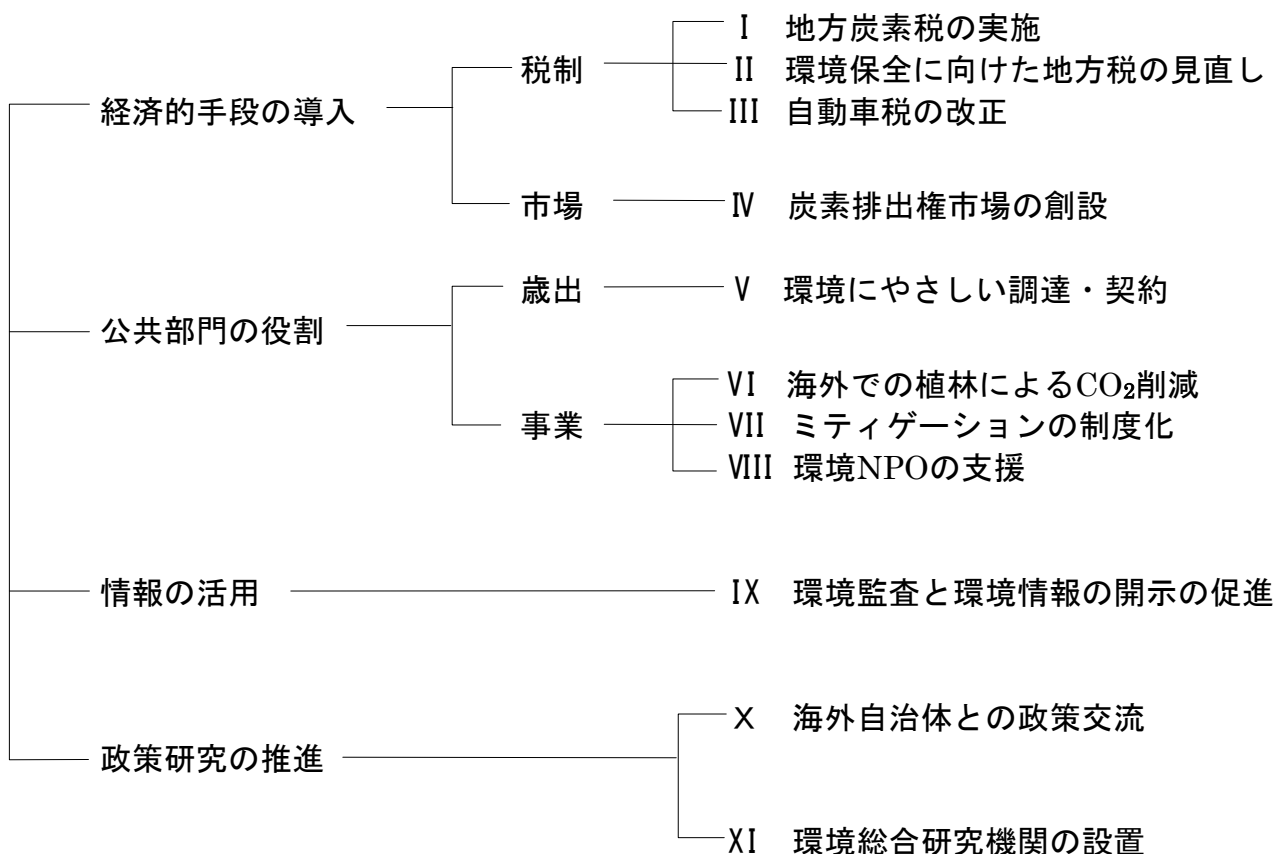 経済的手段の導入
税制
Ⅰ 地方炭素税の実施
Ⅱ 環境保全に向けた地方税の見直し
Ⅲ 自動車税の改正
市場
Ⅳ 炭素排出権市場の創設
公共部門の役割
歳出
Ⅴ 環境にやさしい調達・契約
事業
Ⅵ 海外での植林によるCO₂削減
Ⅶ ミティゲーションの制度化
Ⅷ 環境NPOの支援
情報の活用
Ⅸ 環境監査と環境情報の開示の促進
政策研究の推進
Ⅹ 海外自治体との政策交流
Ⅺ 環境総合研究機関の設置